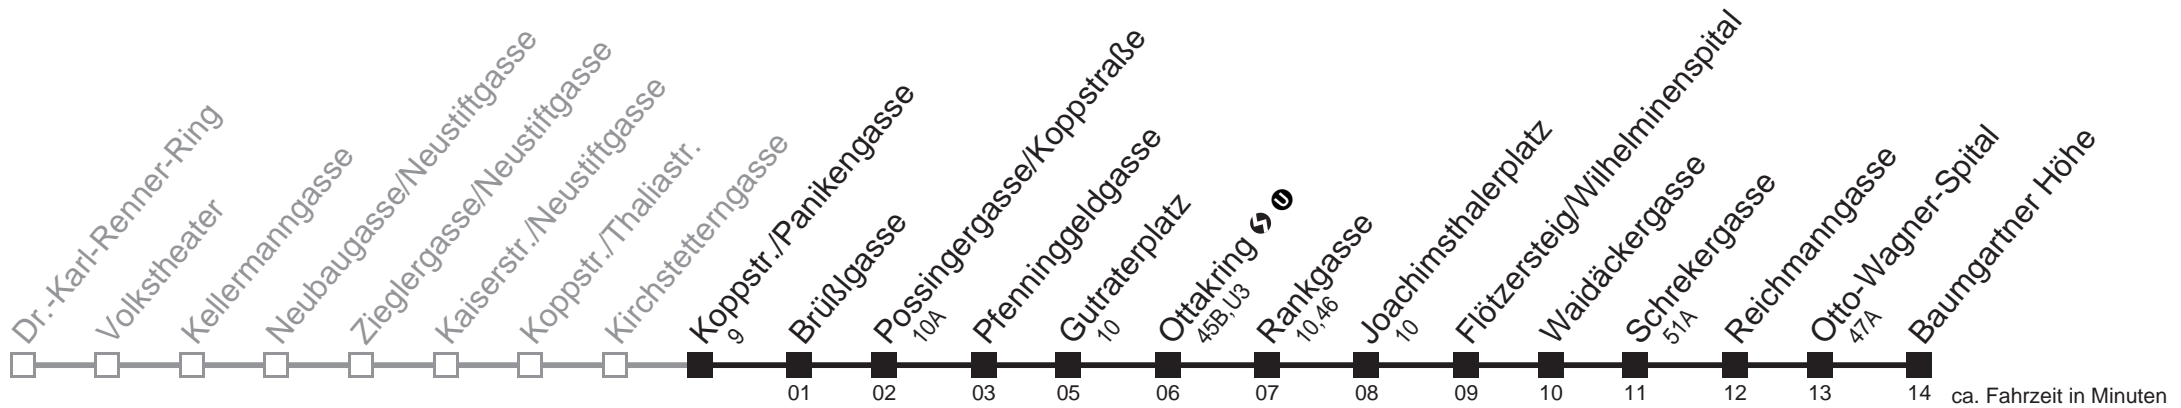 Dr.-Karl-Renner-Ring
Volkstheater
Kellermanngasse
Neubaugasse/Neustiftgasse
Zieglergasse/Neustiftgasse
Kaiserstr./Neustiftgasse
Koppstr./Thaliastr.
Kirchstetterngasse
Koppstr./Panikengasse
9
Brüßlgasse
Possingergasse/Koppstraße
10A
Pfenninggeldgasse
Gutraterplatz
10
Ottakring S U
45B,U3
Rankgasse
10,46
Joachimsthalerplatz
10
Flötzersteig/Wilhelminenspital
Waidäckergasse
Schrekergasse
51A
Reichmanngasse
Otto-Wagner-Spital
47A
Baumgartner Höhe
01 02 03 05 06 07 08 09 10 11 12 13 14 ca. Fahrzeit in Minuten